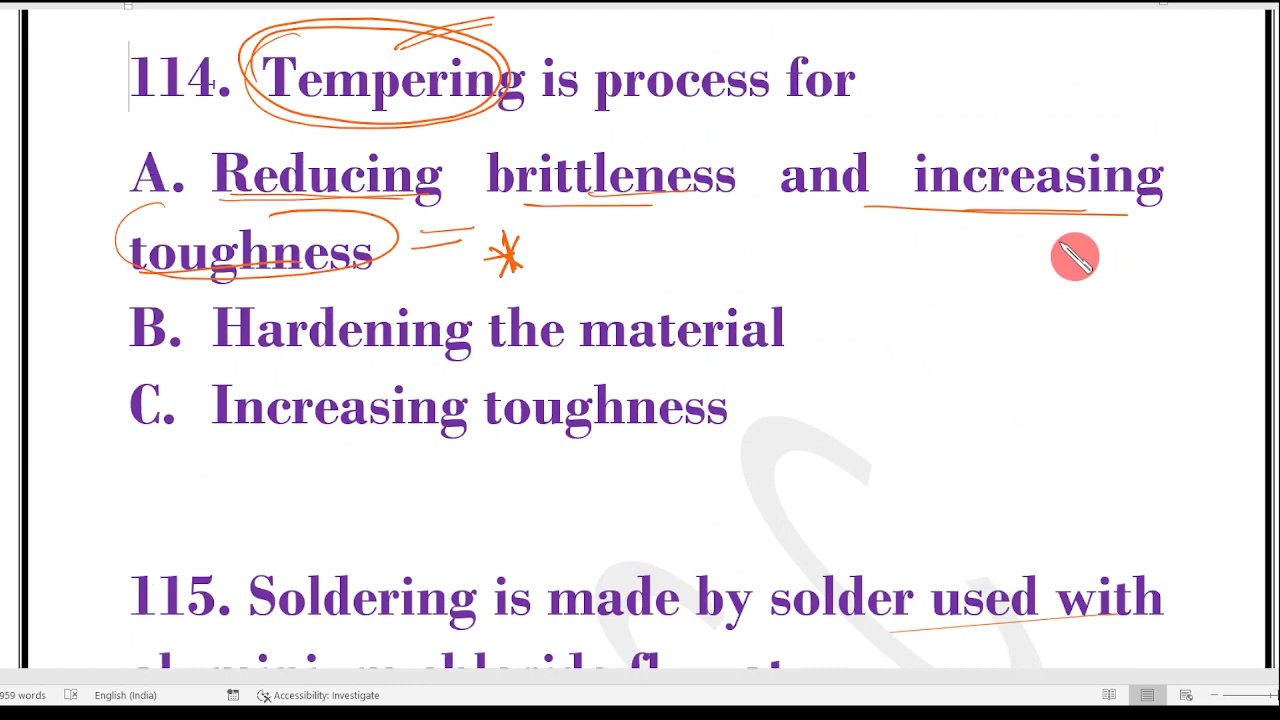 114. Tempering is process for
A. Reducing brittleness and increasing
toughness = *
B. Hardening the material
C. Increasing toughness
115. Soldering is made by solder used with
959 words English (India) Accessibility: Investigate